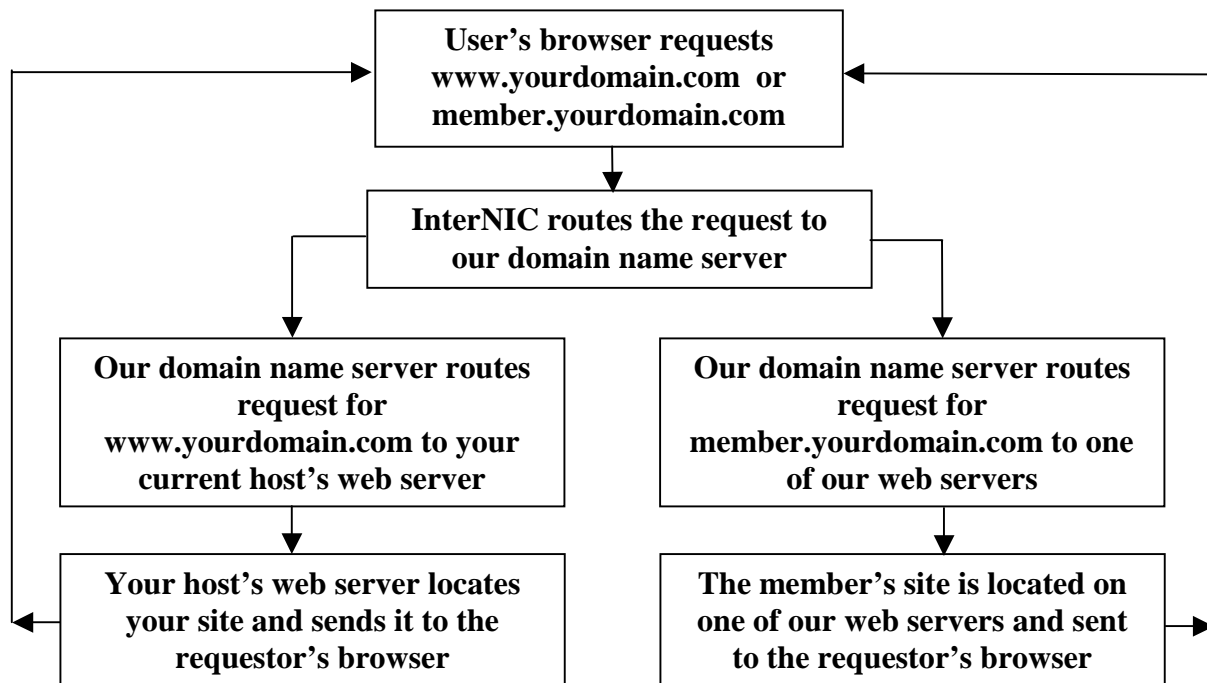 User’s browser requests
www.yourdomain.com or
member.yourdomain.com
InterNIC routes the request to
our domain name server
Our domain name server routes
request for
www.yourdomain.com to your
current host’s web server
Our domain name server routes
request for
member.yourdomain.com to one
of our web servers
Your host’s web server locates
your site and sends it to the
requestor’s browser
The member’s site is located on
one of our web servers and sent
to the requestor’s browser